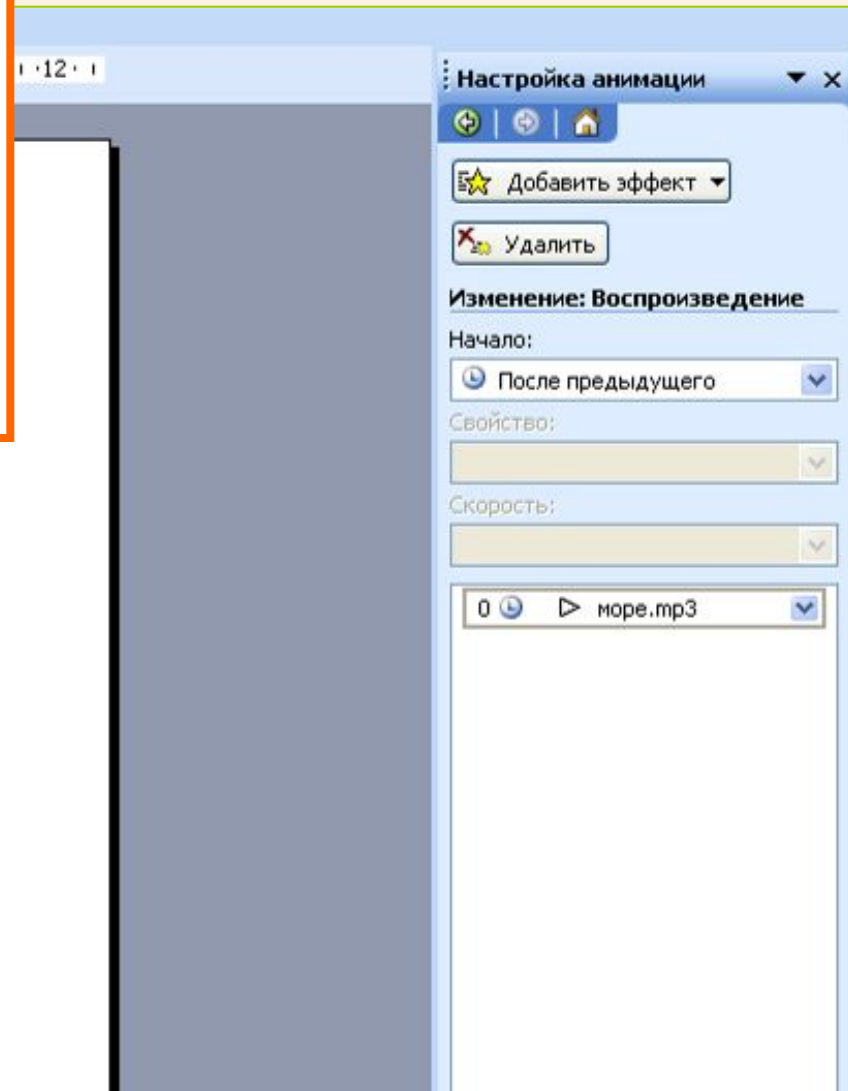 12
Настройка анимации
Добавить эффект
Удалить
Изменение: Воспроизведение
Начало:
После предыдущего
Свойство:
Скорость:
0 море.mp3